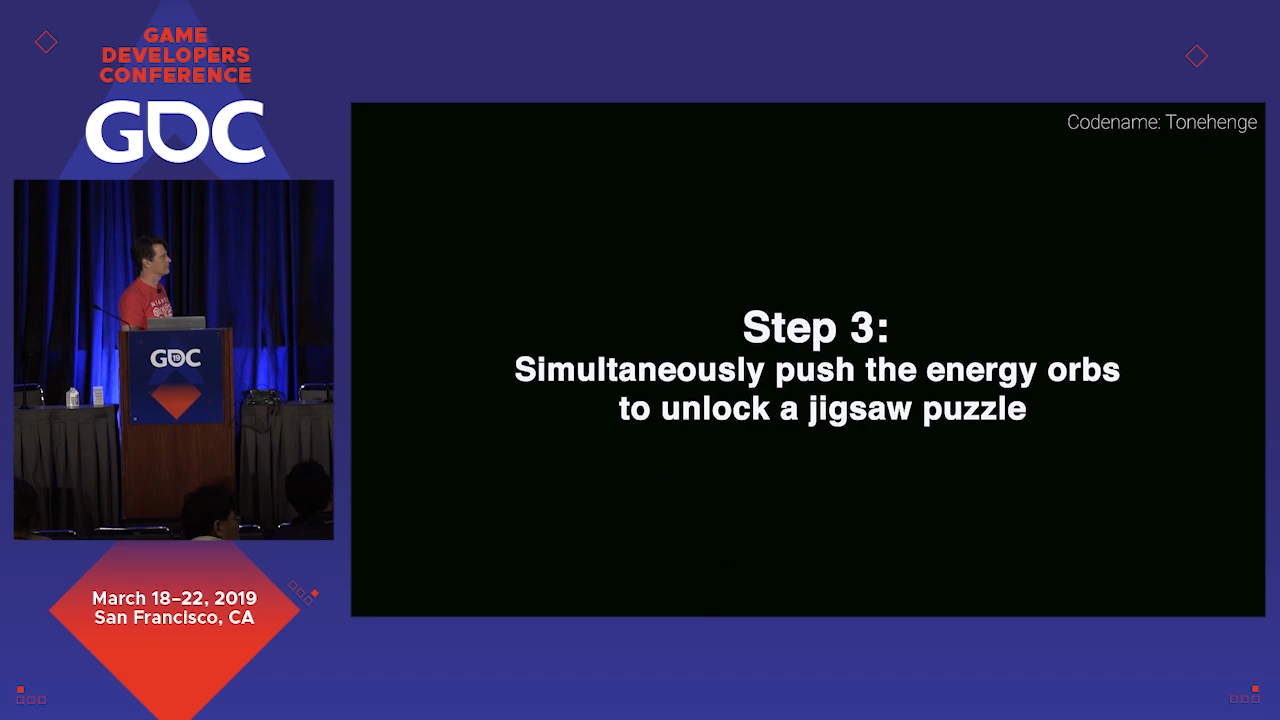 GAME
DEVELOPERS
CONFERENCE
GDC
Codename: Tonehenge
Step 3:
Simultaneously push the energy orbs
to unlock a jigsaw puzzle
GDC
19
March 18–22, 2019
San Francisco, CA